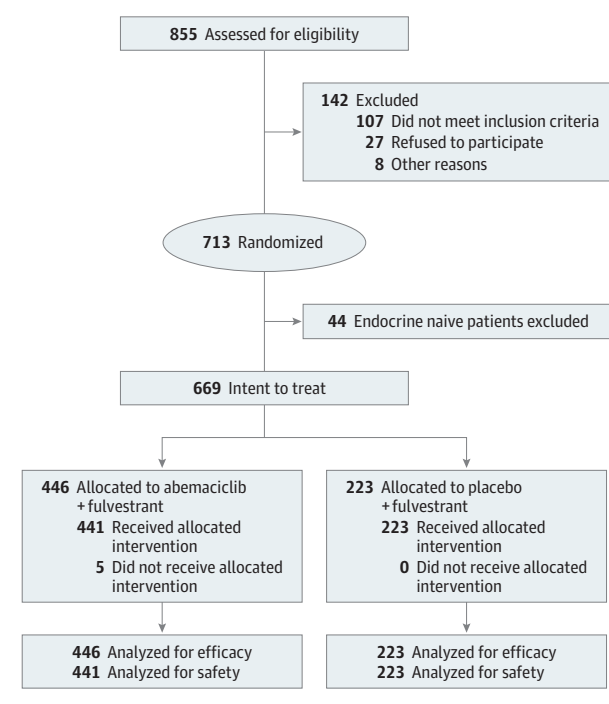 855 Assessed for eligibility
142 Excluded
107 Did not meet inclusion criteria
27 Refused to participate
8 Other reasons
713 Randomized
44 Endocrine naive patients excluded
669 Intent to treat
446 Allocated to abemaciclib
+ fulvestrant
441 Received allocated
intervention
5 Did not receive allocated
intervention
223 Allocated to placebo
+ fulvestrant
223 Received allocated
intervention
0 Did not receive allocated
intervention
446 Analyzed for efficacy
441 Analyzed for safety
223 Analyzed for efficacy
223 Analyzed for safety